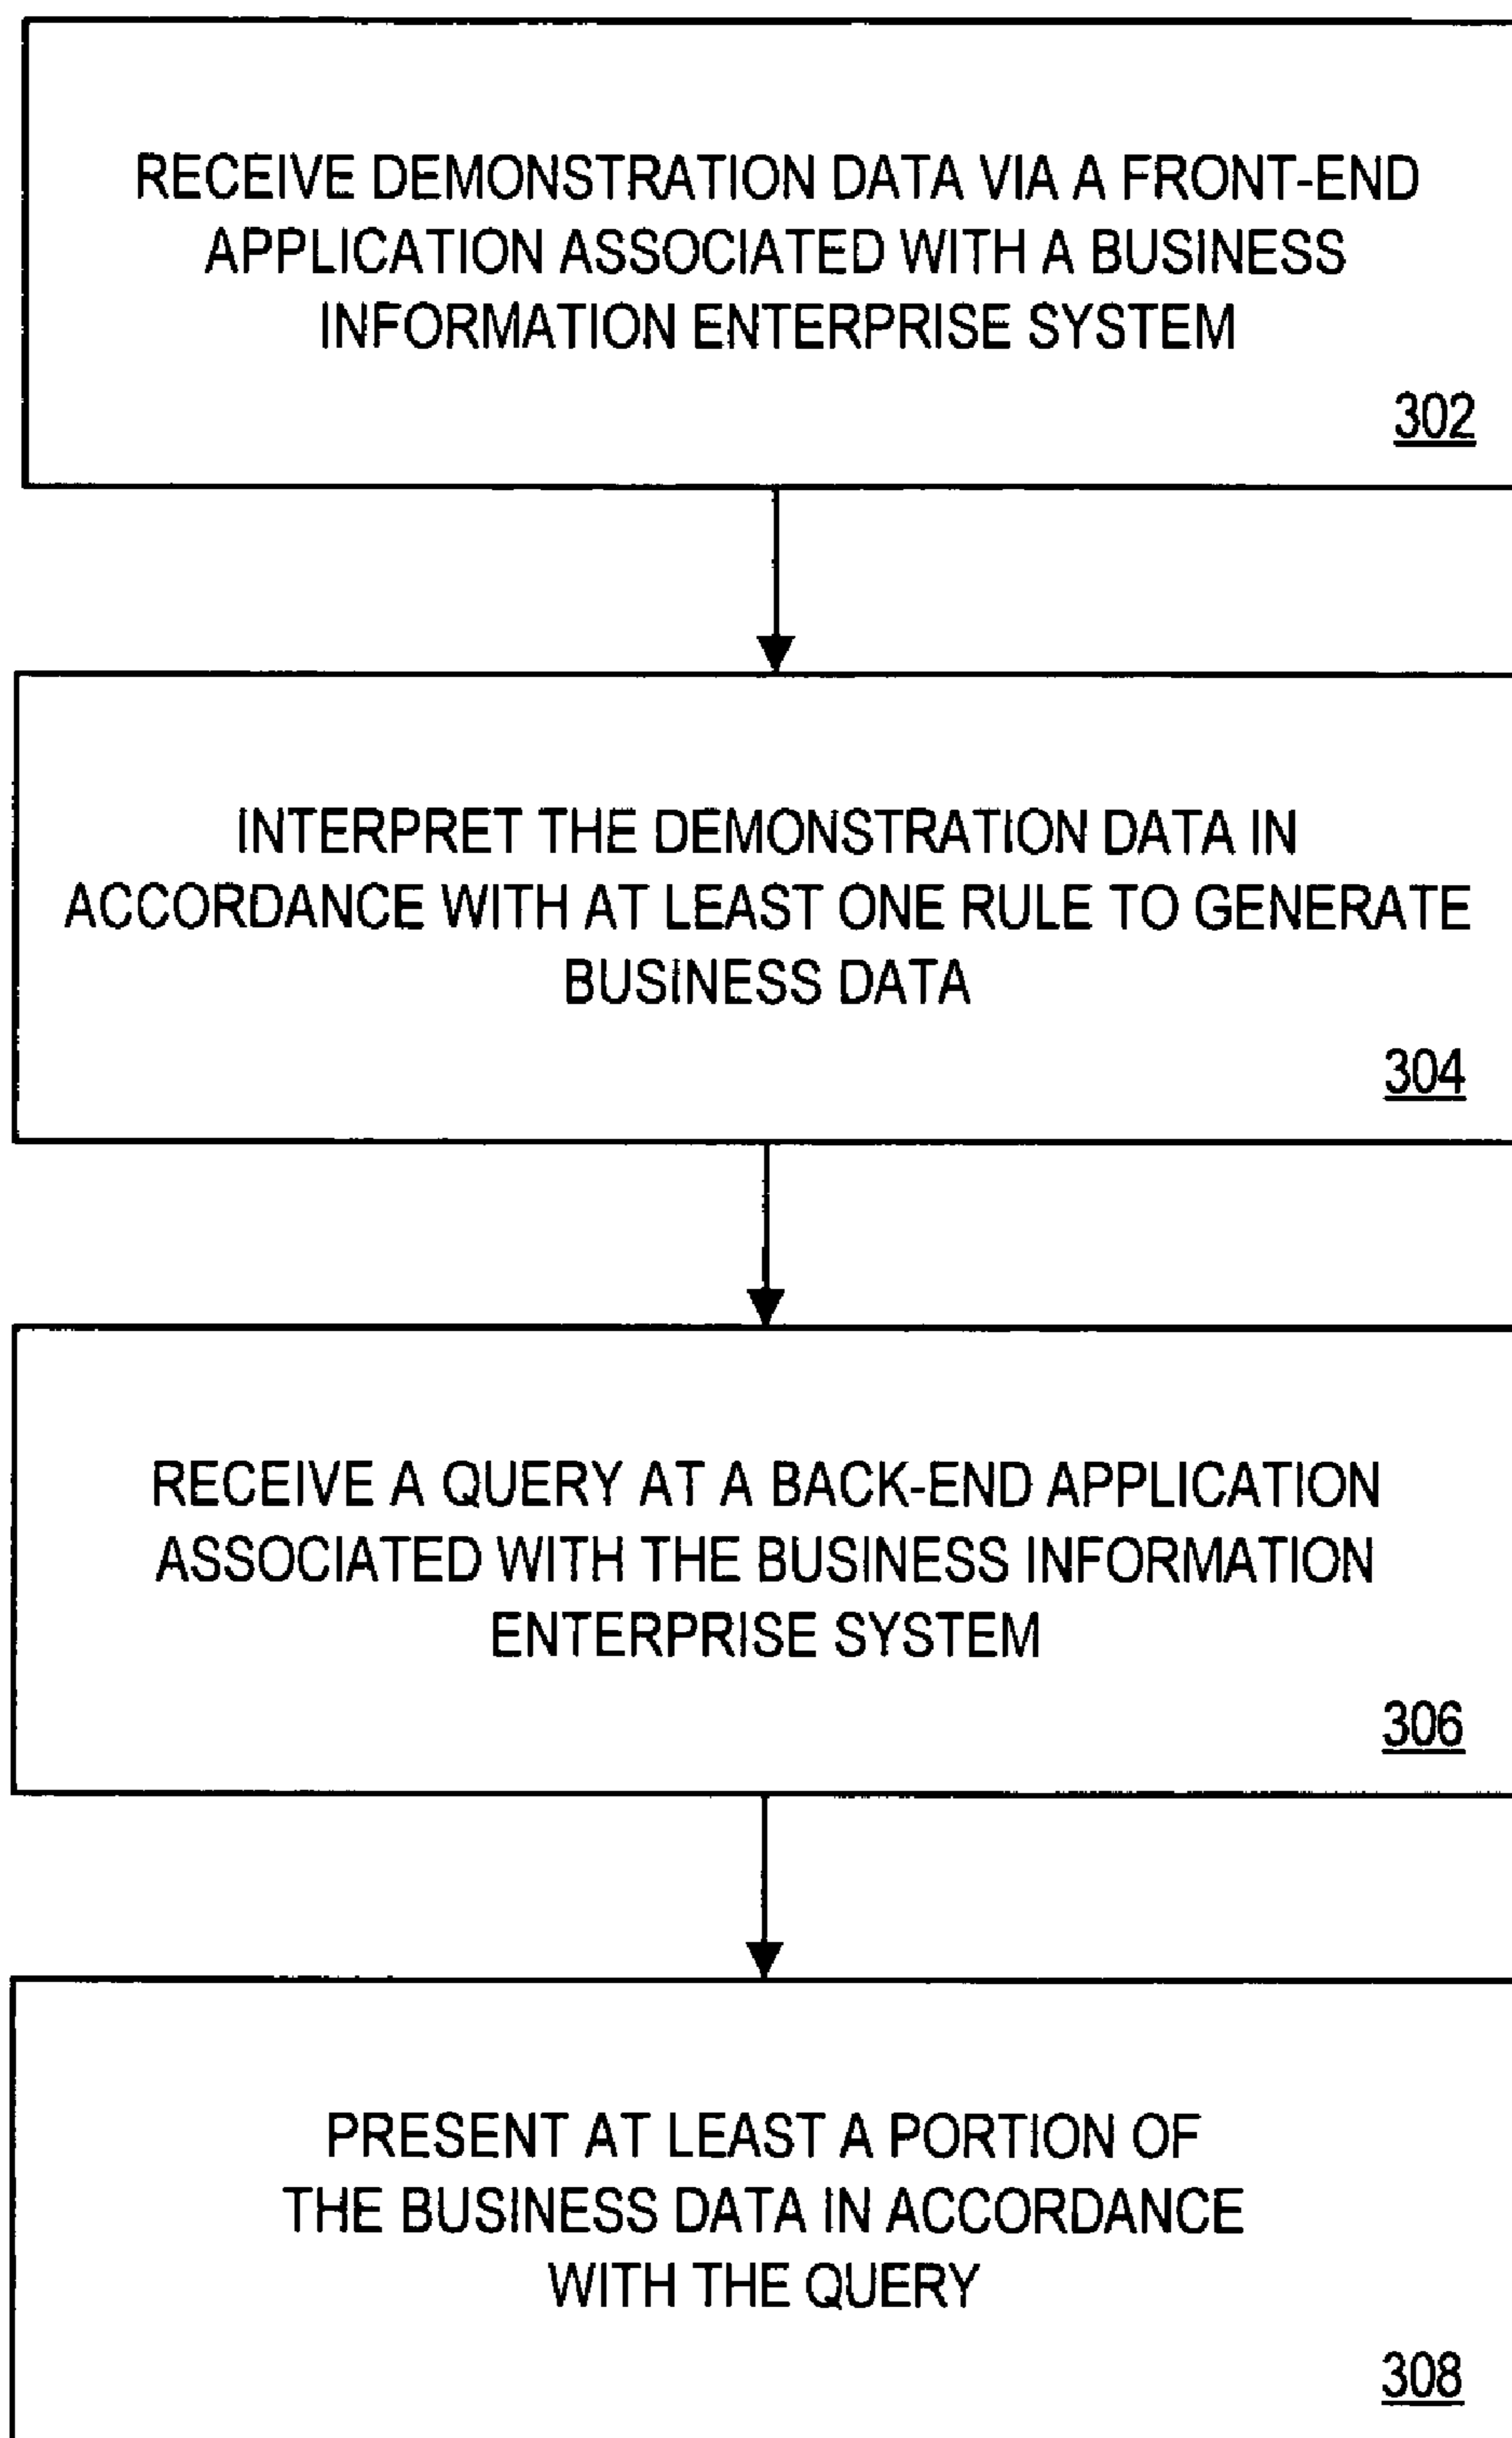 RECEIVE DEMONSTRATION DATA VIA A FRONT-END
APPLICATION ASSOCIATED WITH A BUSINESS
INFORMATION ENTERPRISE SYSTEM
302
INTERPRET THE DEMONSTRATION DATA IN
ACCORDANCE WITH AT LEAST ONE RULE TO GENERATE
BUSINESS DATA
304
RECEIVE A QUERY AT A BACK-END APPLICATION
ASSOCIATED WITH THE BUSINESS INFORMATION
ENTERPRISE SYSTEM
306
PRESENT AT LEAST A PORTION OF
THE BUSINESS DATA IN ACCORDANCE
WITH THE QUERY
308